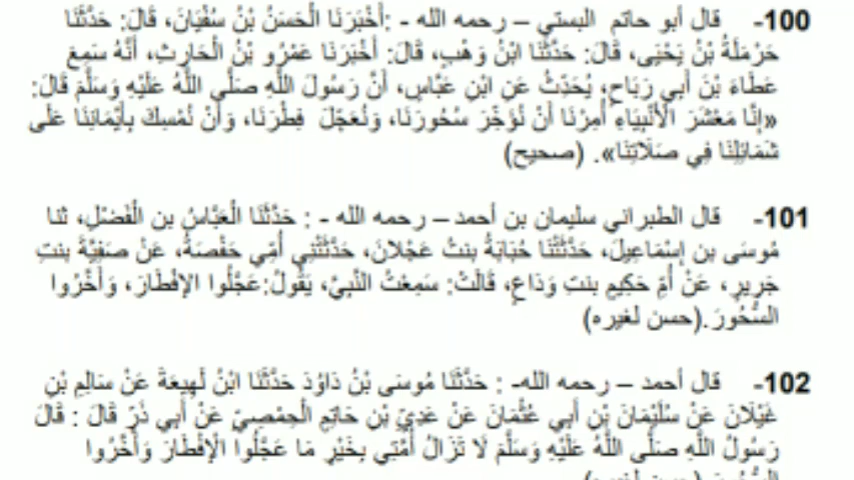 100- قال أبو حاتم البستي – رحمه الله - :أَخْبَرَنَا الْحَسَنُ بْنُ سُفْيَانَ، قَالَ: حَدَّثَنَا
حَرْمَلَةُ بْنُ يَحْيَى، قَالَ: حَدَّثَنَا ابْنُ وَهْبٍ، قَالَ: أَخْبَرَنَا عَمْرُو بْنُ الْحَارِثِ، أَنَّهُ سَمِعَ
عَطَاءَ بْنَ أَبِي رَبَاحٍ، يُحَدِّثُ عَنِ ابْنِ عَبَّاسٍ، أَنَّ رَسُولَ اللَّهِ صَلَّى اللَّهُ عَلَيْهِ وَسَلَّمَ قَالَ:
«إِنَّا مَعْشَرَ الْأَنْبِيَاءِ أُمِرْنَا أَنْ نُؤَخِّرَ سُحُورَنَا، وَنُعَجِّلَ فِطْرَنَا، وَأَنْ نُمْسِكَ بِأَيْمَانِنَا عَلَى
شَمَائِلِنَا فِي صَلَاتِنَا». (صحيح)
101- قال الطبراني سليمان بن أحمد – رحمه الله - : حَدَّثَنَا الْعَبَّاسُ بن الْفَضْلِ، ثنا
مُوسَى بن إِسْمَاعِيلَ، حَدَّثَتْنَا حُبَابَةُ بنتُ عَجْلانَ، حَدَّثَتْنِي أُمِّي حَفْصَةُ، عَنْ صَفِيَّةَ بنتِ
جَرِيرٍ، عَنْ أُمِّ حَكِيمٍ بنتِ وَدَاعٍ، قَالَتْ: سَمِعْتُ النَّبِيَّ، يَقُولُ:عَجِّلُوا الإِفْطَارَ، وَأَخِّرُوا
السُّحُورَ.(حسن لغيره)
102- قال أحمد – رحمه الله- : حَدَّثَنَا مُوسَى بْنُ دَاوُدَ حَدَّثَنَا ابْنُ لَهِيعَةَ عَنْ سَالِمِ بْنِ
غَيْلَانَ عَنْ سُلَيْمَانَ بْنِ أَبِي عُثْمَانَ عَنْ عَدِيِّ بْنِ حَاتِمٍ الْحِمْصِيِّ عَنْ أَبِي ذَرٍّ قَالَ : قَالَ
رَسُولُ اللَّهِ صَلَّى اللَّهُ عَلَيْهِ وَسَلَّمَ لَا تَزَالُ أُمَّتِي بِخَيْرٍ مَا عَجَّلُوا الْإِفْطَارَ وَأَخَّرُوا